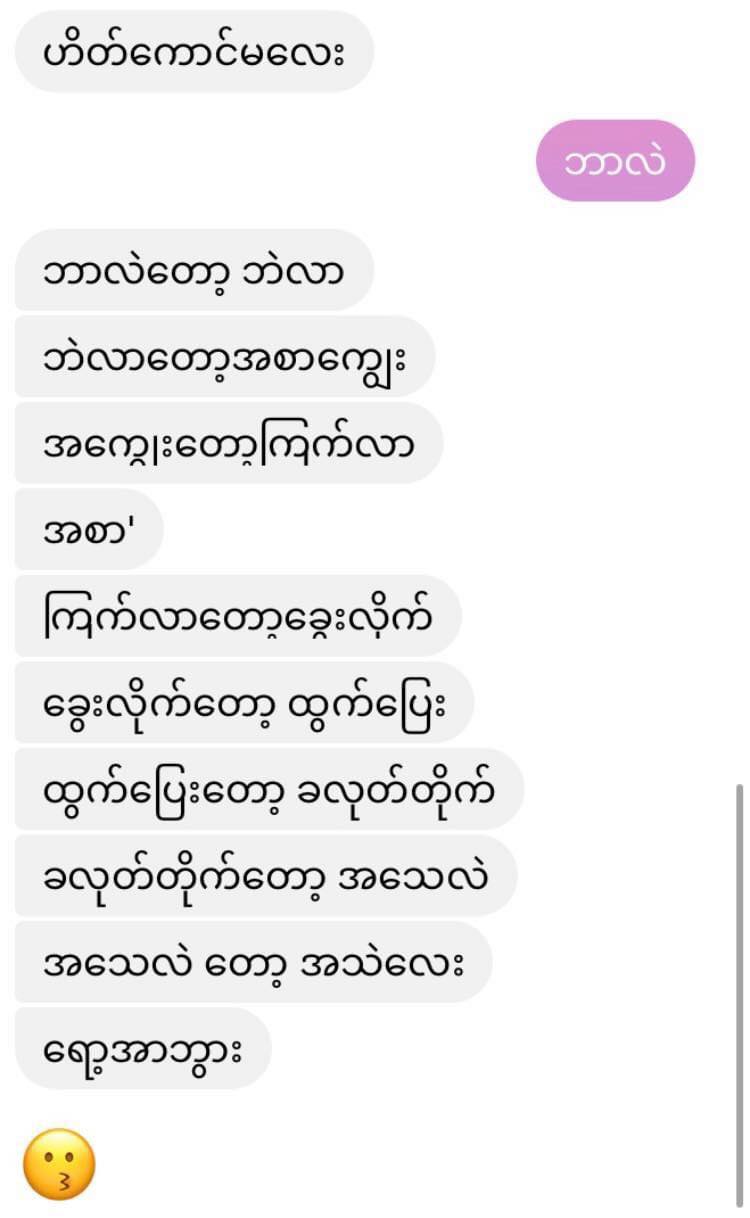 ဟိတ်ကောင်မလေး
ဘာလဲ
ဘာလဲတော့ ဘဲလာ
ဘဲလာတော့အစာကျွေး
အကျွေးတော့ကြက်လာ
အစာ'
ကြက်လာတော့ခွေးလိုက်
ခွေးလိုက်တော့ ထွက်ပြေး
ထွက်ပြေးတော့ ခလုတ်တိုက်
ခလုတ်တိုက်တော့ အသေလဲ
အသေလဲ တော့ အသဲလေး
ရော့အာဘွား
😗